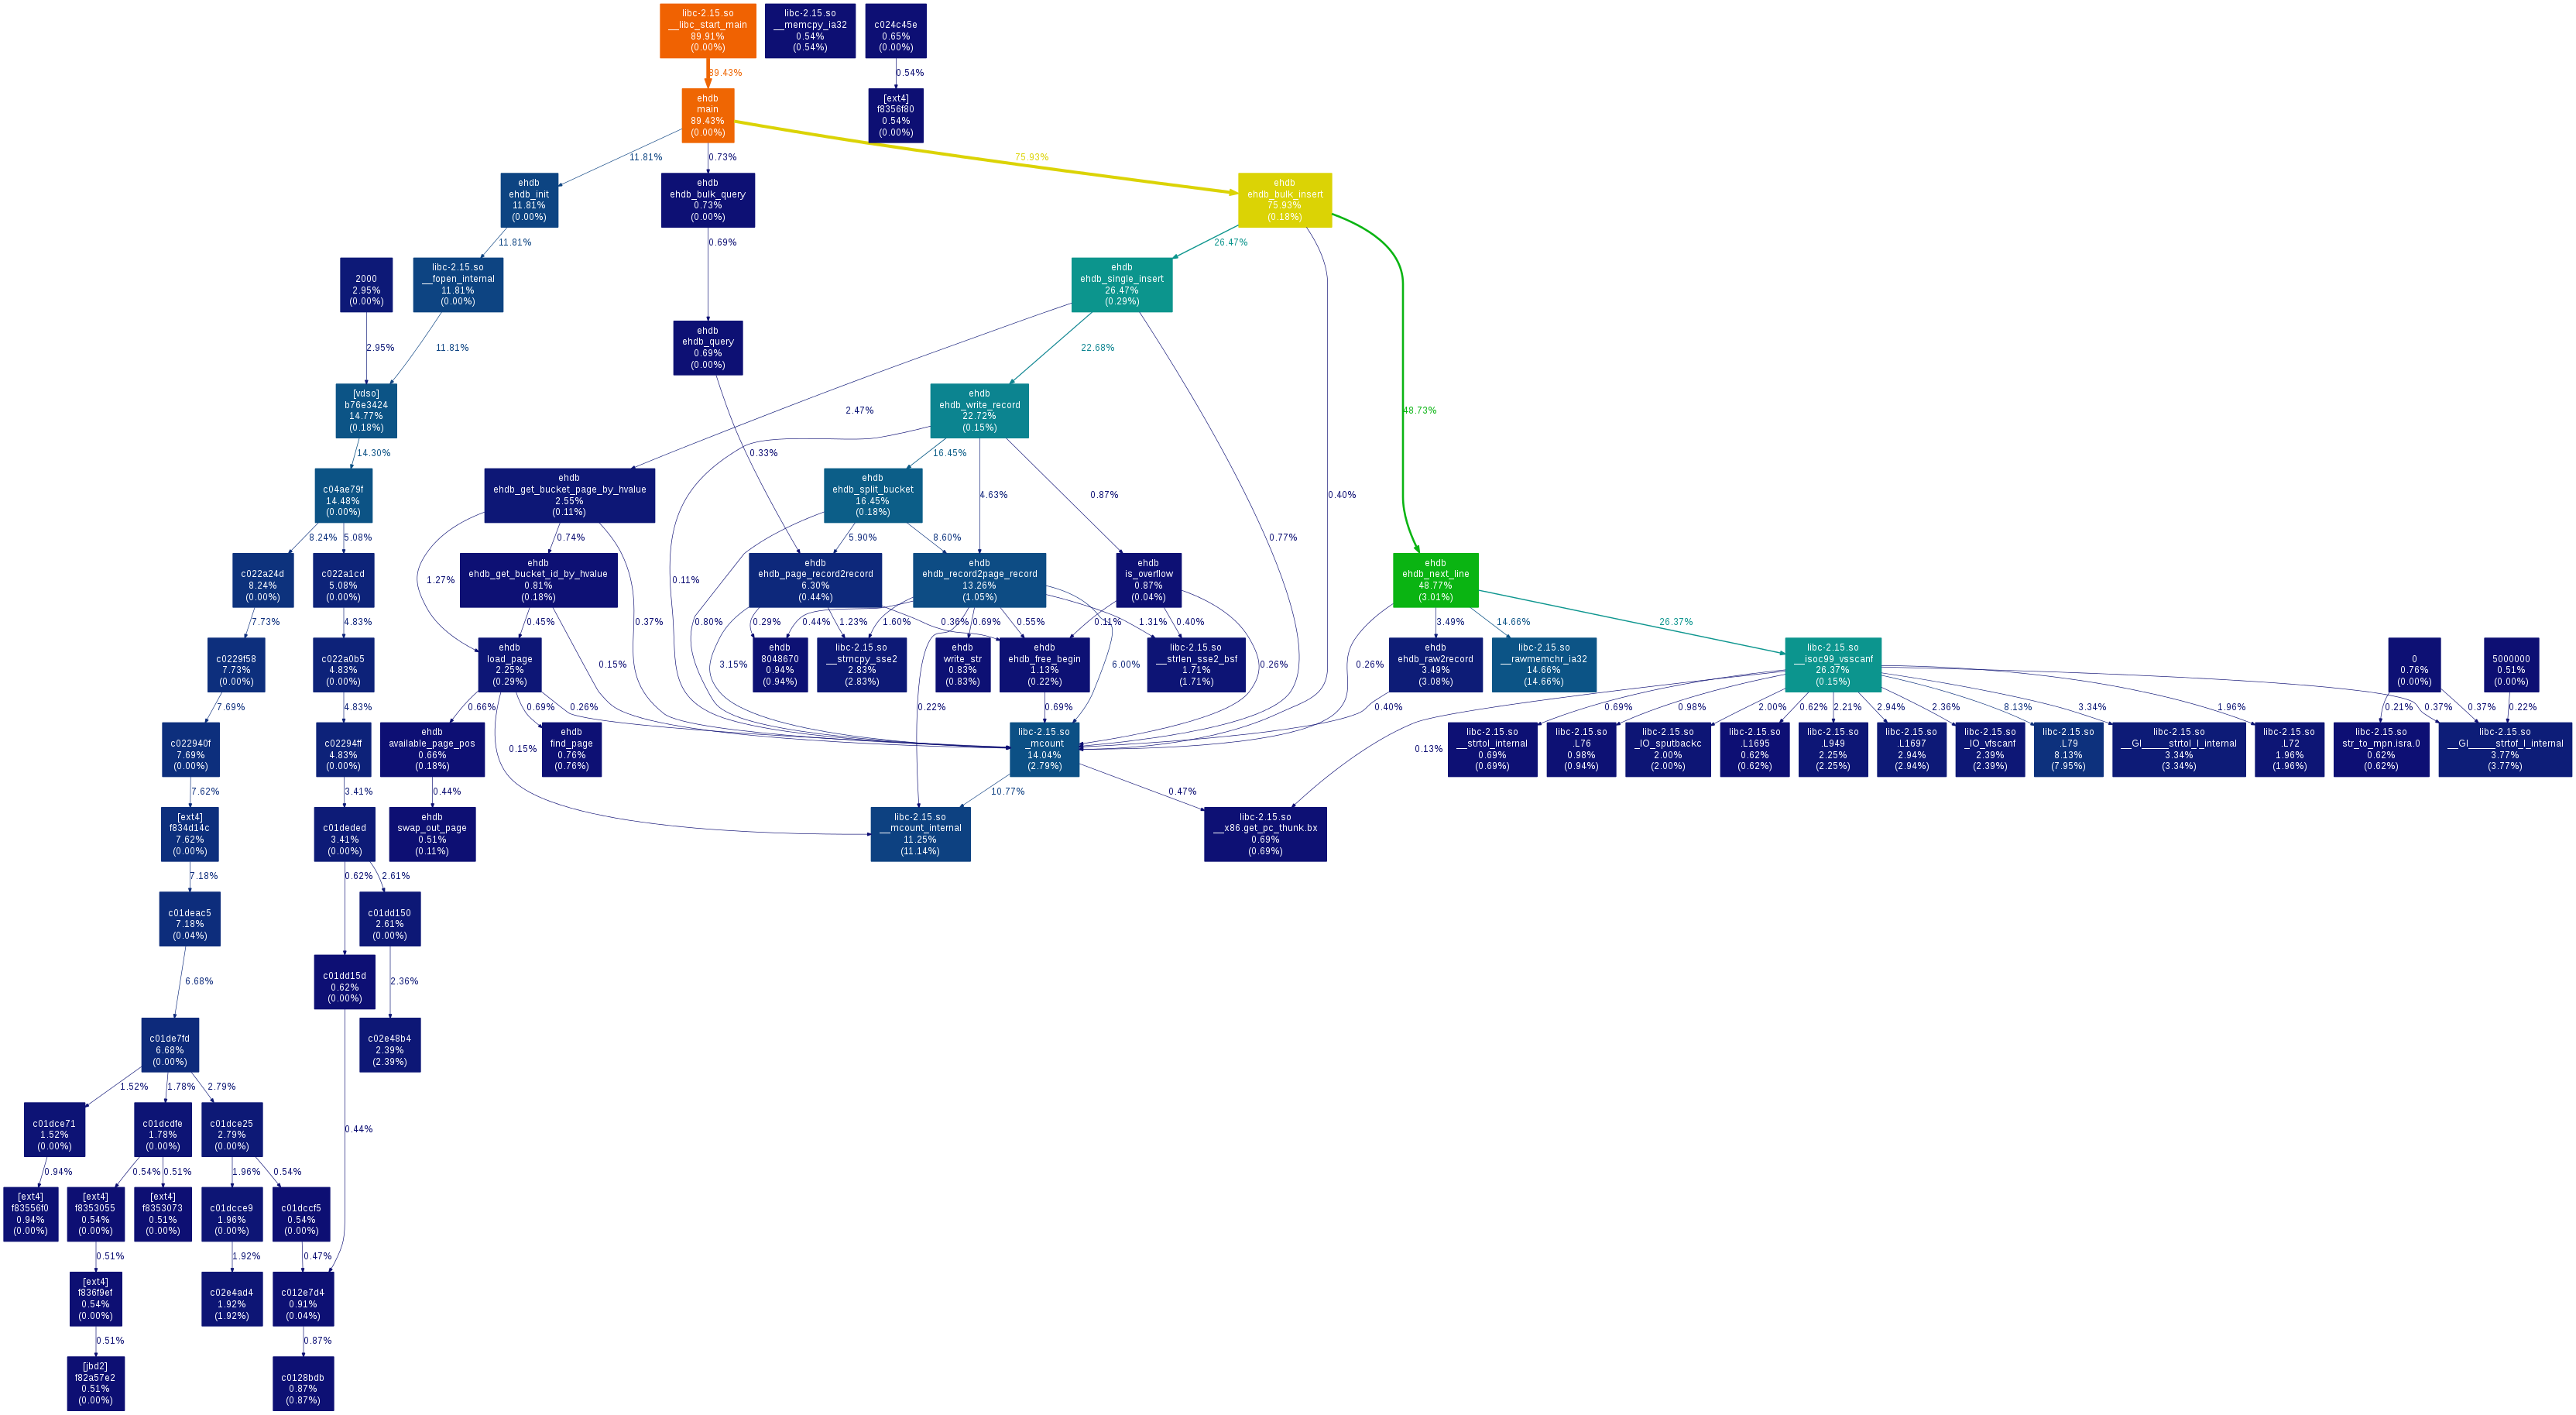 libc-2.15.so
__libc_start_main
89.91%
(0.00%)
libc-2.15.so
__memcpy_ia32
0.54%
(0.54%)
c024c45e
0.65%
(0.00%)
89.43%
0.54%
ehdb
main
89.43%
(0.00%)
[ext4]
f8356f80
0.54%
(0.00%)
11.81%
0.73%
75.93%
ehdb
ehdb_init
11.81%
(0.00%)
ehdb
ehdb_bulk_query
0.73%
(0.00%)
ehdb
ehdb_bulk_insert
75.93%
(0.18%)
11.81%
0.69%
26.47%
2000
2.95%
(0.00%)
libc-2.15.so
__fopen_internal
11.81%
(0.00%)
ehdb
ehdb_single_insert
26.47%
(0.29%)
ehdb
ehdb_query
0.69%
(0.00%)
2.95%
11.81%
22.68%
[vdso]
b76e3424
14.77%
(0.18%)
ehdb
ehdb_write_record
22.72%
(0.15%)
2.47%
48.73%
14.30%
0.33%
16.45%
c04ae79f
14.48%
(0.00%)
ehdb
ehdb_get_bucket_page_by_hvalue
2.55%
(0.11%)
ehdb
ehdb_split_bucket
16.45%
(0.18%)
4.63%
0.87%
0.40%
8.24%
5.08%
0.74%
5.90%
8.60%
0.77%
c022a24d
8.24%
(0.00%)
c022a1cd
5.08%
(0.00%)
1.27%
ehdb
ehdb_get_bucket_id_by_hvalue
0.81%
(0.18%)
0.11%
ehdb
ehdb_page_record2record
6.30%
(0.44%)
ehdb
ehdb_record2page_record
13.26%
(1.05%)
ehdb
is_overflow
0.87%
(0.04%)
ehdb
ehdb_next_line
48.77%
(3.01%)
7.73%
4.83%
0.45%
0.37%
0.80%
0.29%
0.44%
1.23%
1.60%
0.36%
0.69%
0.55%
0.11%
1.31%
0.40%
3.49%
14.66%
26.37%
c0229f58
7.73%
(0.00%)
c022a0b5
4.83%
(0.00%)
ehdb
load_page
2.25%
(0.29%)
0.15%
3.15%
ehdb
8048670
0.94%
(0.94%)
libc-2.15.so
__strncpy_sse2
2.83%
(2.83%)
ehdb
write_str
0.83%
(0.83%)
ehdb
ehdb_free_begin
1.13%
(0.22%)
6.00%
libc-2.15.so
__strlen_sse2_bsf
1.71%
(1.71%)
0.26%
0.26%
ehdb
ehdb_raw2record
3.49%
(3.08%)
libc-2.15.so
__rawmemchr_ia32
14.66%
(14.66%)
libc-2.15.so
__isoc99_vsscanf
26.37%
(0.15%)
0
0.76%
(0.00%)
5000000
0.51%
(0.00%)
7.69%
4.83%
0.66%
0.69%
0.26%
0.22%
0.69%
0.40%
0.69%
0.98%
2.00%
0.62%
2.21%
2.94%
2.36%
8.13%
3.34%
1.96%
0.21%
0.37%
0.37%
0.22%
c022940f
7.69%
(0.00%)
c02294ff
4.83%
(0.00%)
ehdb
available_page_pos
0.66%
(0.18%)
0.15%
ehdb
find_page
0.76%
(0.76%)
libc-2.15.so
_mcount
14.04%
(2.79%)
0.13%
libc-2.15.so
__strtol_internal
0.69%
(0.69%)
libc-2.15.so
.L76
0.98%
(0.94%)
libc-2.15.so
_IO_sputbackc
2.00%
(2.00%)
libc-2.15.so
.L1695
0.62%
(0.62%)
libc-2.15.so
.L949
2.25%
(2.25%)
libc-2.15.so
.L1697
2.94%
(2.94%)
libc-2.15.so
_IO_vfscanf
2.39%
(2.39%)
libc-2.15.so
.L79
8.13%
(7.95%)
libc-2.15.so
__GI_____strtol_l_internal
3.34%
(3.34%)
libc-2.15.so
.L72
1.96%
(1.96%)
libc-2.15.so
str_to_mpn.isra.0
0.62%
(0.62%)
libc-2.15.so
__GI_____strtof_l_internal
3.77%
(3.77%)
7.62%
3.41%
0.44%
10.77%
0.47%
[ext4]
f834d14c
7.62%
(0.00%)
c01deded
3.41%
(0.00%)
ehdb
swap_out_page
0.51%
(0.11%)
libc-2.15.so
__mcount_internal
11.25%
(11.14%)
libc-2.15.so
__x86.get_pc_thunk.bx
0.69%
(0.69%)
7.18%
0.62%
2.61%
c01deac5
7.18%
(0.04%)
c01dd150
2.61%
(0.00%)
6.68%
c01dd15d
0.62%
(0.00%)
2.36%
c01de7fd
6.68%
(0.00%)
c02e48b4
2.39%
(2.39%)
1.52%
1.78%
2.79%
c01dce71
1.52%
(0.00%)
c01dcdfe
1.78%
(0.00%)
c01dce25
2.79%
(0.00%)
0.44%
0.94%
0.54%
0.51%
1.96%
0.54%
[ext4]
f83556f0
0.94%
(0.00%)
[ext4]
f8353055
0.54%
(0.00%)
[ext4]
f8353073
0.51%
(0.00%)
c01dcce9
1.96%
(0.00%)
c01dccf5
0.54%
(0.00%)
0.51%
1.92%
0.47%
[ext4]
f836f9ef
0.54%
(0.00%)
c02e4ad4
1.92%
(1.92%)
c012e7d4
0.91%
(0.04%)
0.51%
0.87%
[jbd2]
f82a57e2
0.51%
(0.00%)
c0128bdb
0.87%
(0.87%)